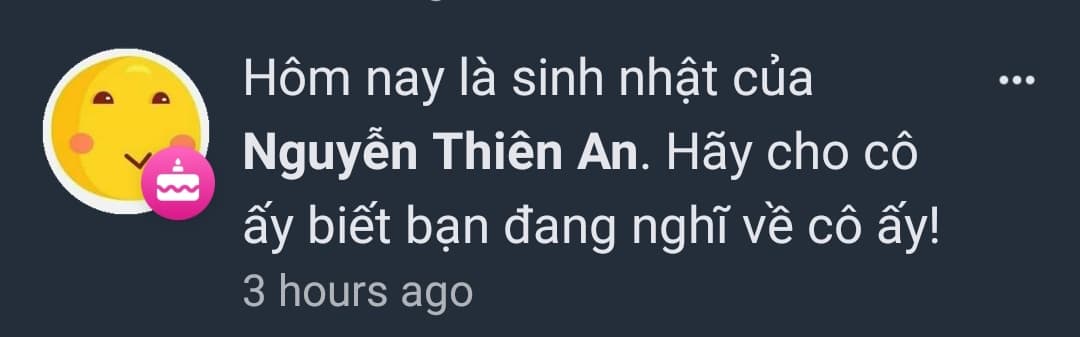 Hôm nay là sinh nhật của
Nguyễn Thiên An. Hãy cho cô
ấy biết bạn đang nghĩ về cô ấy!
3 hours ago